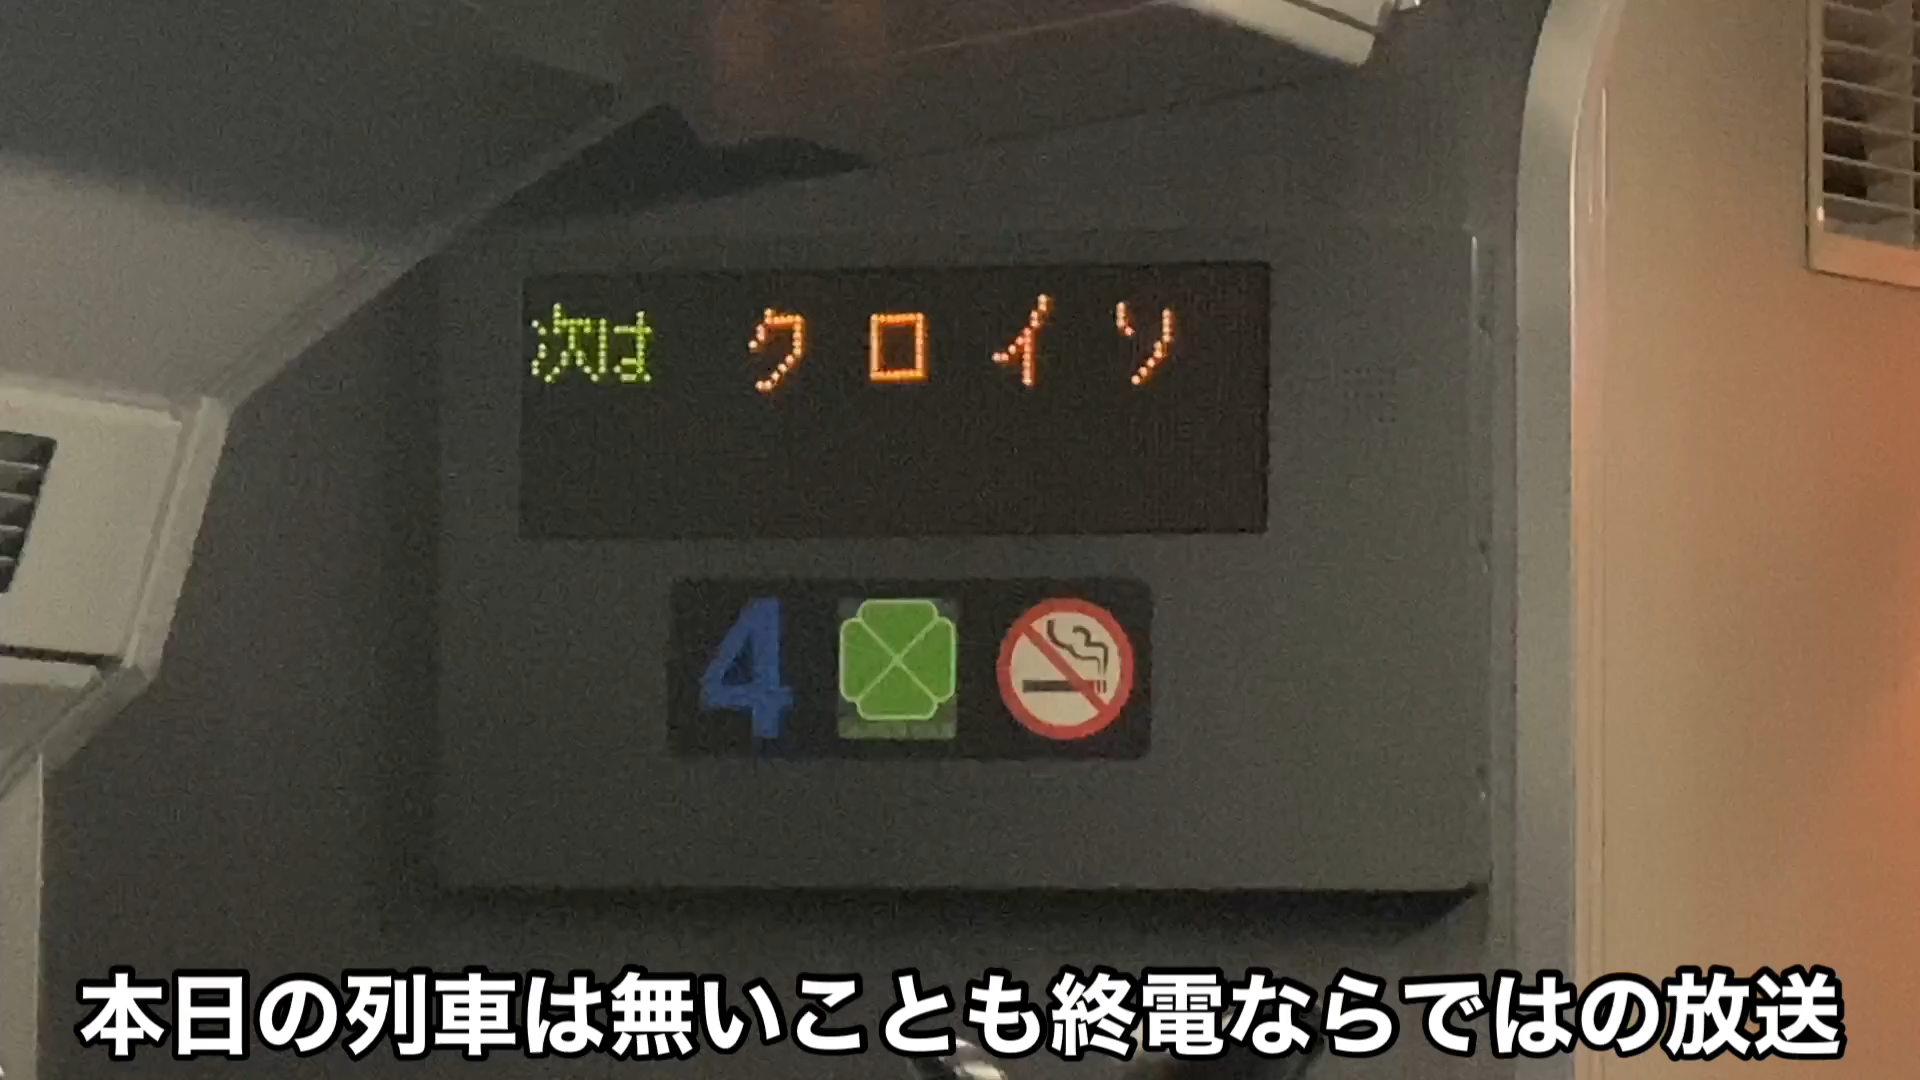 次は クロイソ
4
本日の列車は無いことも終電ならではの放送